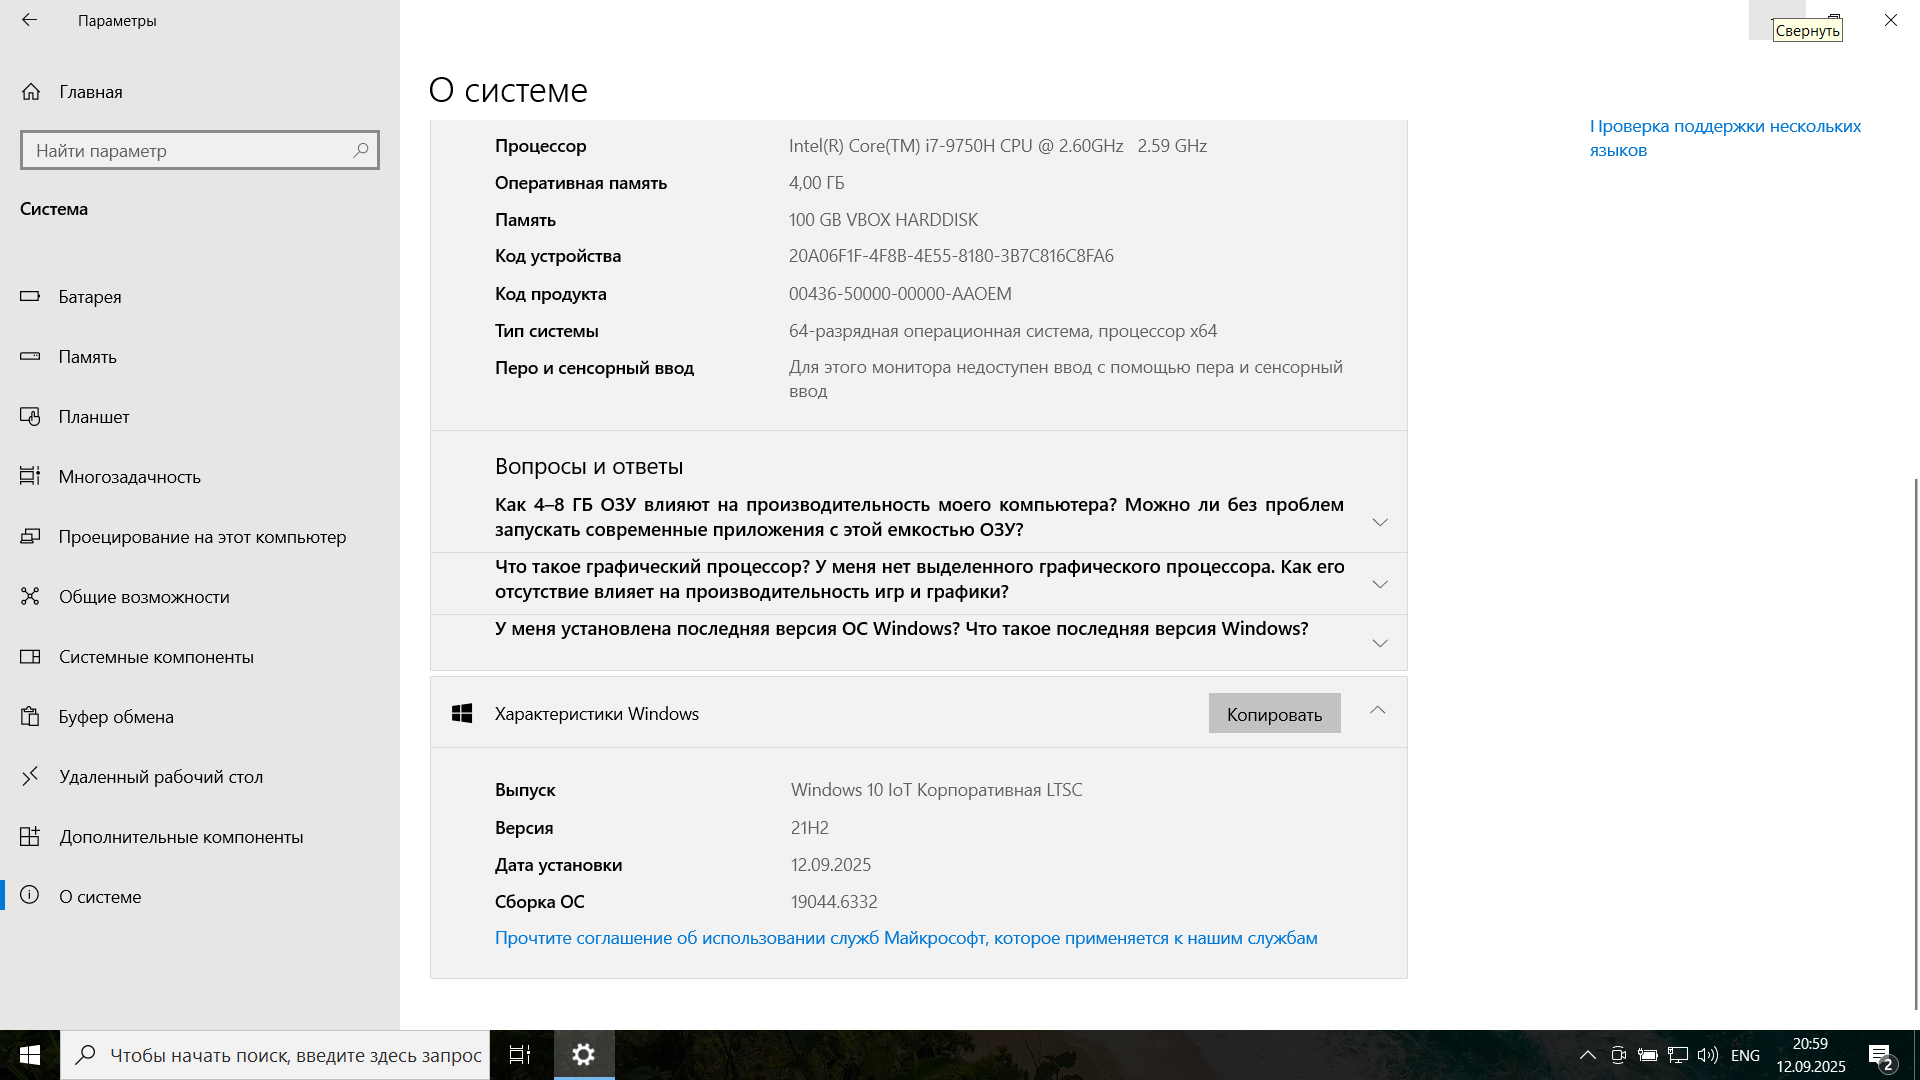 Параметры
Свернуть
Главная
Найти параметр
Система
Батарея
Память
Планшет
Многозадачность
Проецирование на этот компьютер
Общие возможности
Системные компоненты
Буфер обмена
Удаленный рабочий стол
Дополнительные компоненты
О системе
О системе
Процессор Intel(R) Core(TM) i7-9750H CPU @ 2.60GHz 2.59 GHz
Оперативная память 4,00 ГБ
Память 100 GB VBOX HARDDISK
Код устройства 20A06F1F-4F8B-4E55-8180-3B7C816C8FA6
Код продукта 00436-50000-00000-AAOEM
Тип системы 64-разрядная операционная система, процессор x64
Перо и сенсорный ввод Для этого монитора недоступен ввод с помощью пера и сенсорный
ввод
Вопросы и ответы
Как 4–8 ГБ ОЗУ влияют на производительность моего компьютера? Можно ли без проблем
запускать современные приложения с этой емкостью ОЗУ?
Что такое графический процессор? У меня нет выделенного графического процессора. Как его
отсутствие влияет на производительность игр и графики?
У меня установлена последняя версия ОС Windows? Что такое последняя версия Windows?
Характеристики Windows
Копировать
Выпуск Windows 10 IoT Корпоративная LTSC
Версия 21H2
Дата установки 12.09.2025
Сборка ОС 19044.6332
Прочтите соглашение об использовании служб Майкрософт, которое применяется к нашим службам
Проверка поддержки нескольких
языков
Чтобы начать поиск, введите здесь запрос
ENG
20:59
12.09.2025
2